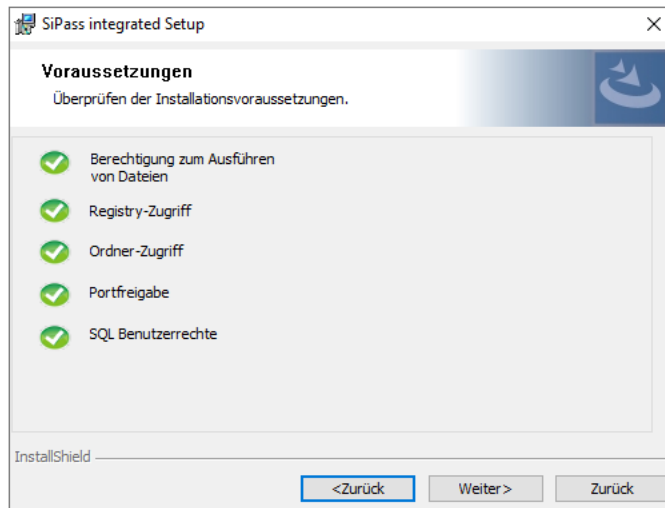 SiPass integrated Setup
Voraussetzungen
Überprüfen der Installationsvoraussetzungen.
Berechtigung zum Ausführen
von Dateien
Registry-Zugriff
Ordner-Zugriff
Portfreigabe
SQL Benutzerrechte
InstallShield
<Zurück Weiter> Zurück